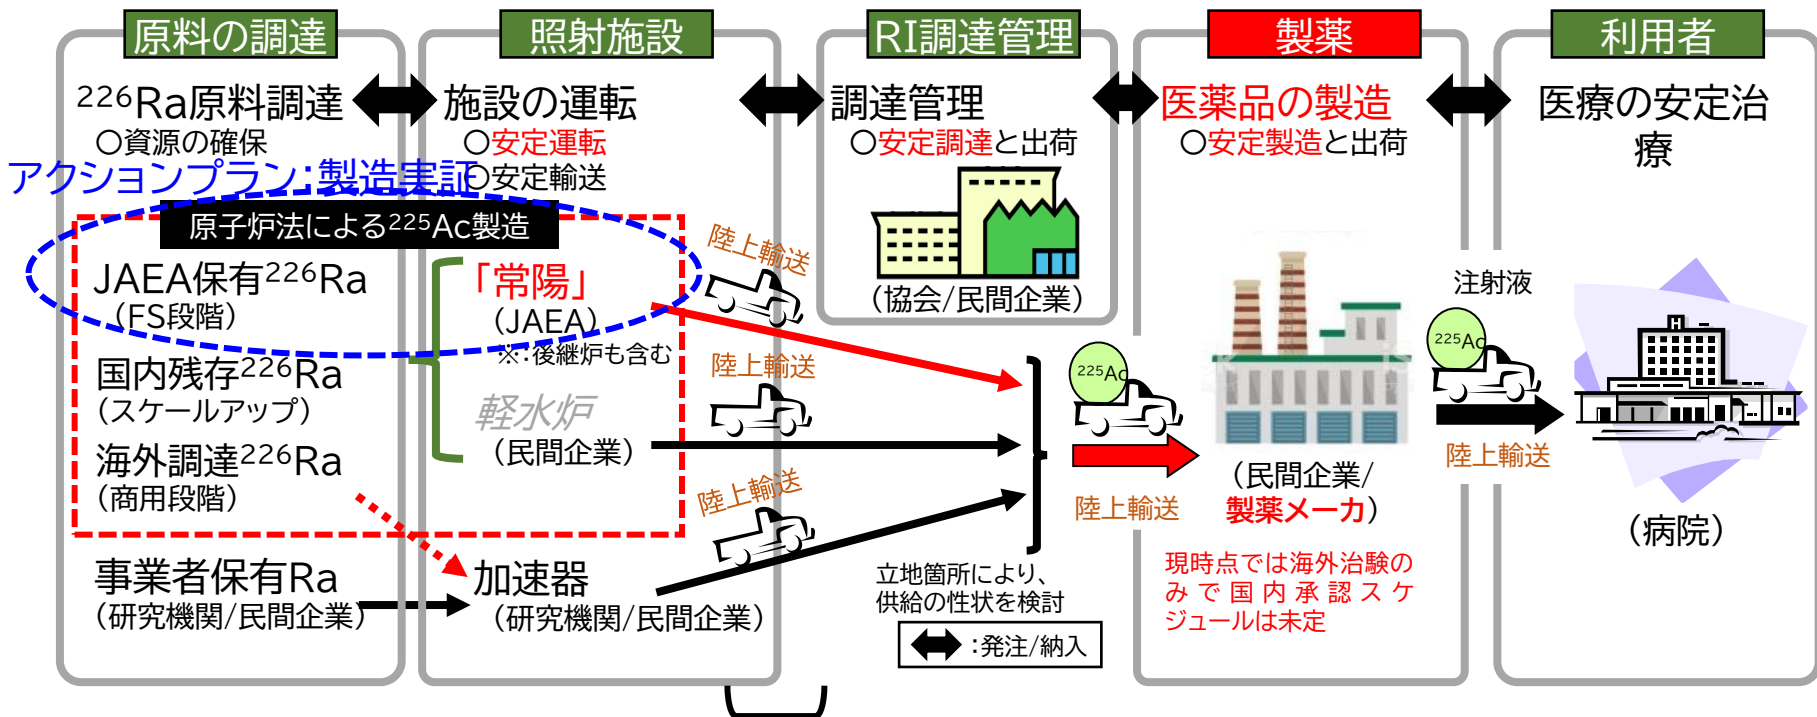 原料の調達
照射施設
RI調達管理
製薬
利用者
²²⁶Ra原料調達
〇資源の確保
施設の運転
〇安定運転
〇安定輸送
調達管理
〇安定調達と出荷
医薬品の製造
〇安定製造と出荷
医療の安定治
療
アクションプラン:製造実証
原子炉法による²²⁵Ac製造
JAEA保有²²⁶Ra
(FS段階)
国内残存²²⁶Ra
(スケールアップ)
海外調達²²⁶Ra
(商用段階)
事業者保有Ra
(研究機関/民間企業)
「常陽」
(JAEA)
※:後継炉も含む
軽水炉
(民間企業)
加速器
(研究機関/民間企業)
陸上輸送
陸上輸送
陸上輸送
(協会/民間企業)
立地箇所により、
供給の性状を検討
:発注/納入
²²⁵Ac
陸上輸送
(民間企業/
製薬メーカ)
現時点では海外治験の
みで国内承認スケ
ジュールは未定
注射液
²²⁵Ac
陸上輸送
H
(病院)